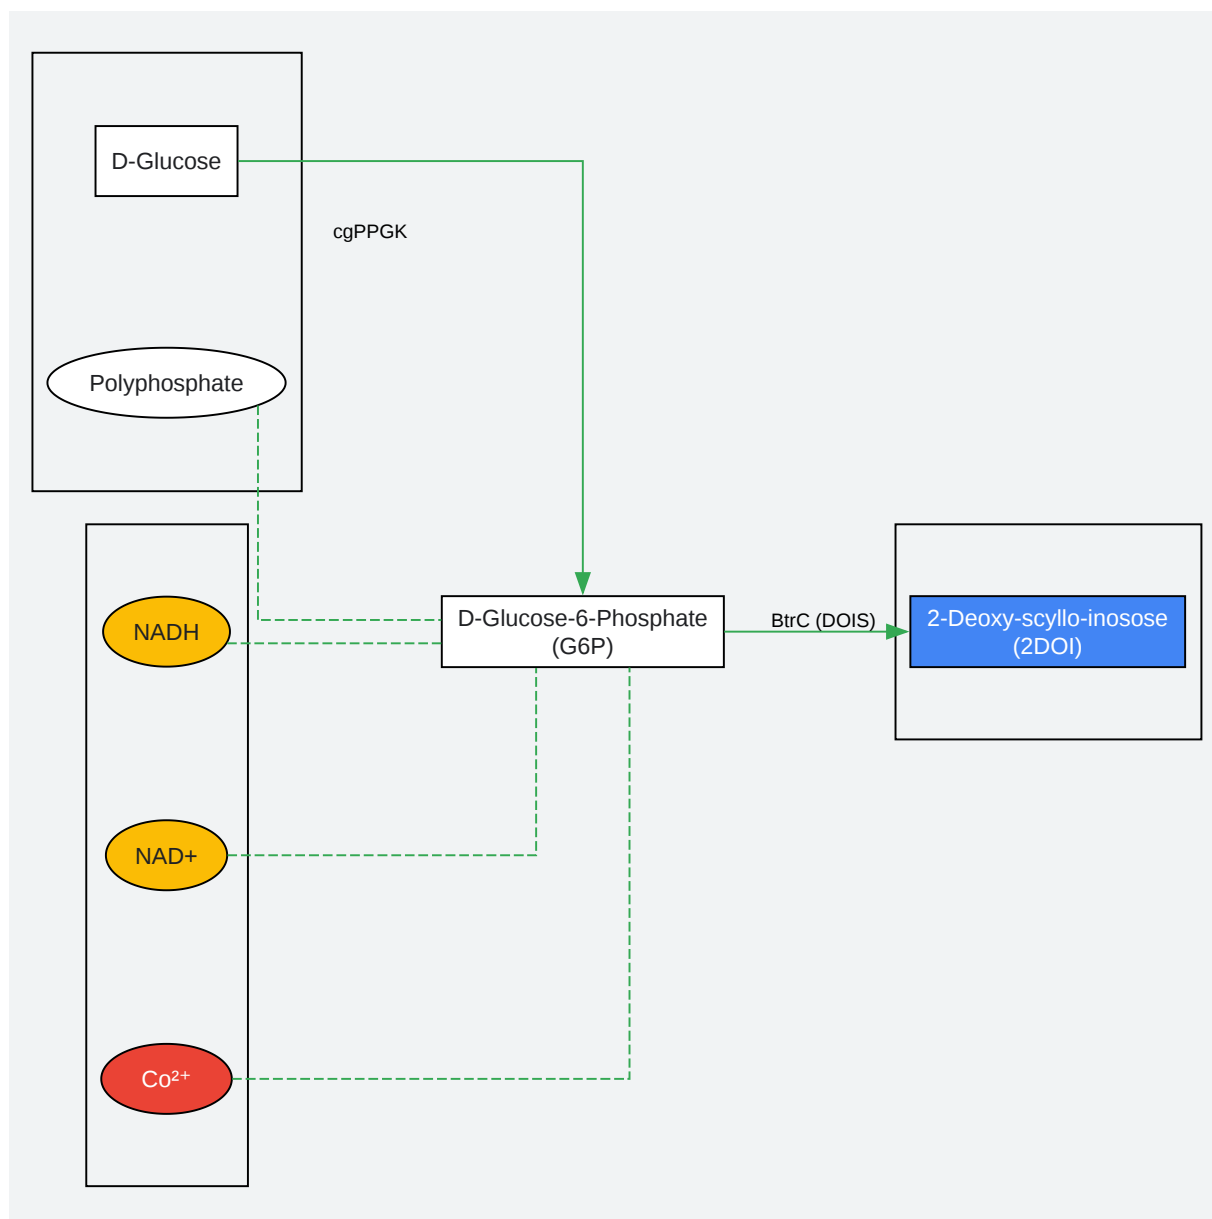 D-Glucose
cgPPGK
Polyphosphate
NADH
D-Glucose-6-Phosphate
(G6P)
BtrC (DOIS)
2-Deoxy-scyllo-inosose
(2DOI)
NAD+
Co²⁺